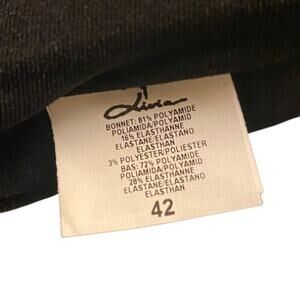 Livia
BONNET: 81% POLYAMIDE
POLIAMIDA/POLYAMID
16% ELASTHANNE
ELASTANE/ELASTANO
ELASTHAN
3% POLYESTER/POLIESTER
BAS: 72% POLYAMIDE
POLIAMIDA/POLYAMID
28% ELASTHANNE
ELASTANE/ELASTANO
ELASTHAN
42